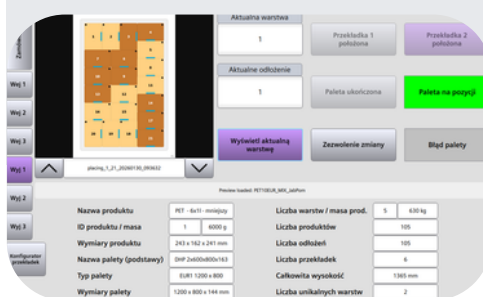 Aktualna warstwa
1
Przekładka 1
położona
Przekładka 2
położona
Aktualne odłożenie
1
Paleta ukończona
Paleta na pozycji
Wyświetl aktualną
warstwę
Zezwolenie zmiany
Błąd palety
Wej 1
Wej 2
Wej 3
Wyj 1
Wyj 2
Wyj 3
Konfigurator
przekładek
placing_1_21_20260130_093632
Nazwa produktu
PET - 6x1l - mniejszy
Liczba warstw / masa prod.
5
630 kg
ID produktu / masa
1
6000 g
Liczba produktów
105
Wymiary produktu
243 x 162 x 241 mm
Liczba odłożeń
105
Nazwa palety (podstawy)
DHP 2x600x800x163
Liczba przekładek
6
Typ palety
EUR1 1200 x 800
Całkowita wysokość
1365 mm
Wymiary palety
1200 x 800 x 144 mm
Liczba unikalnych warstw
2